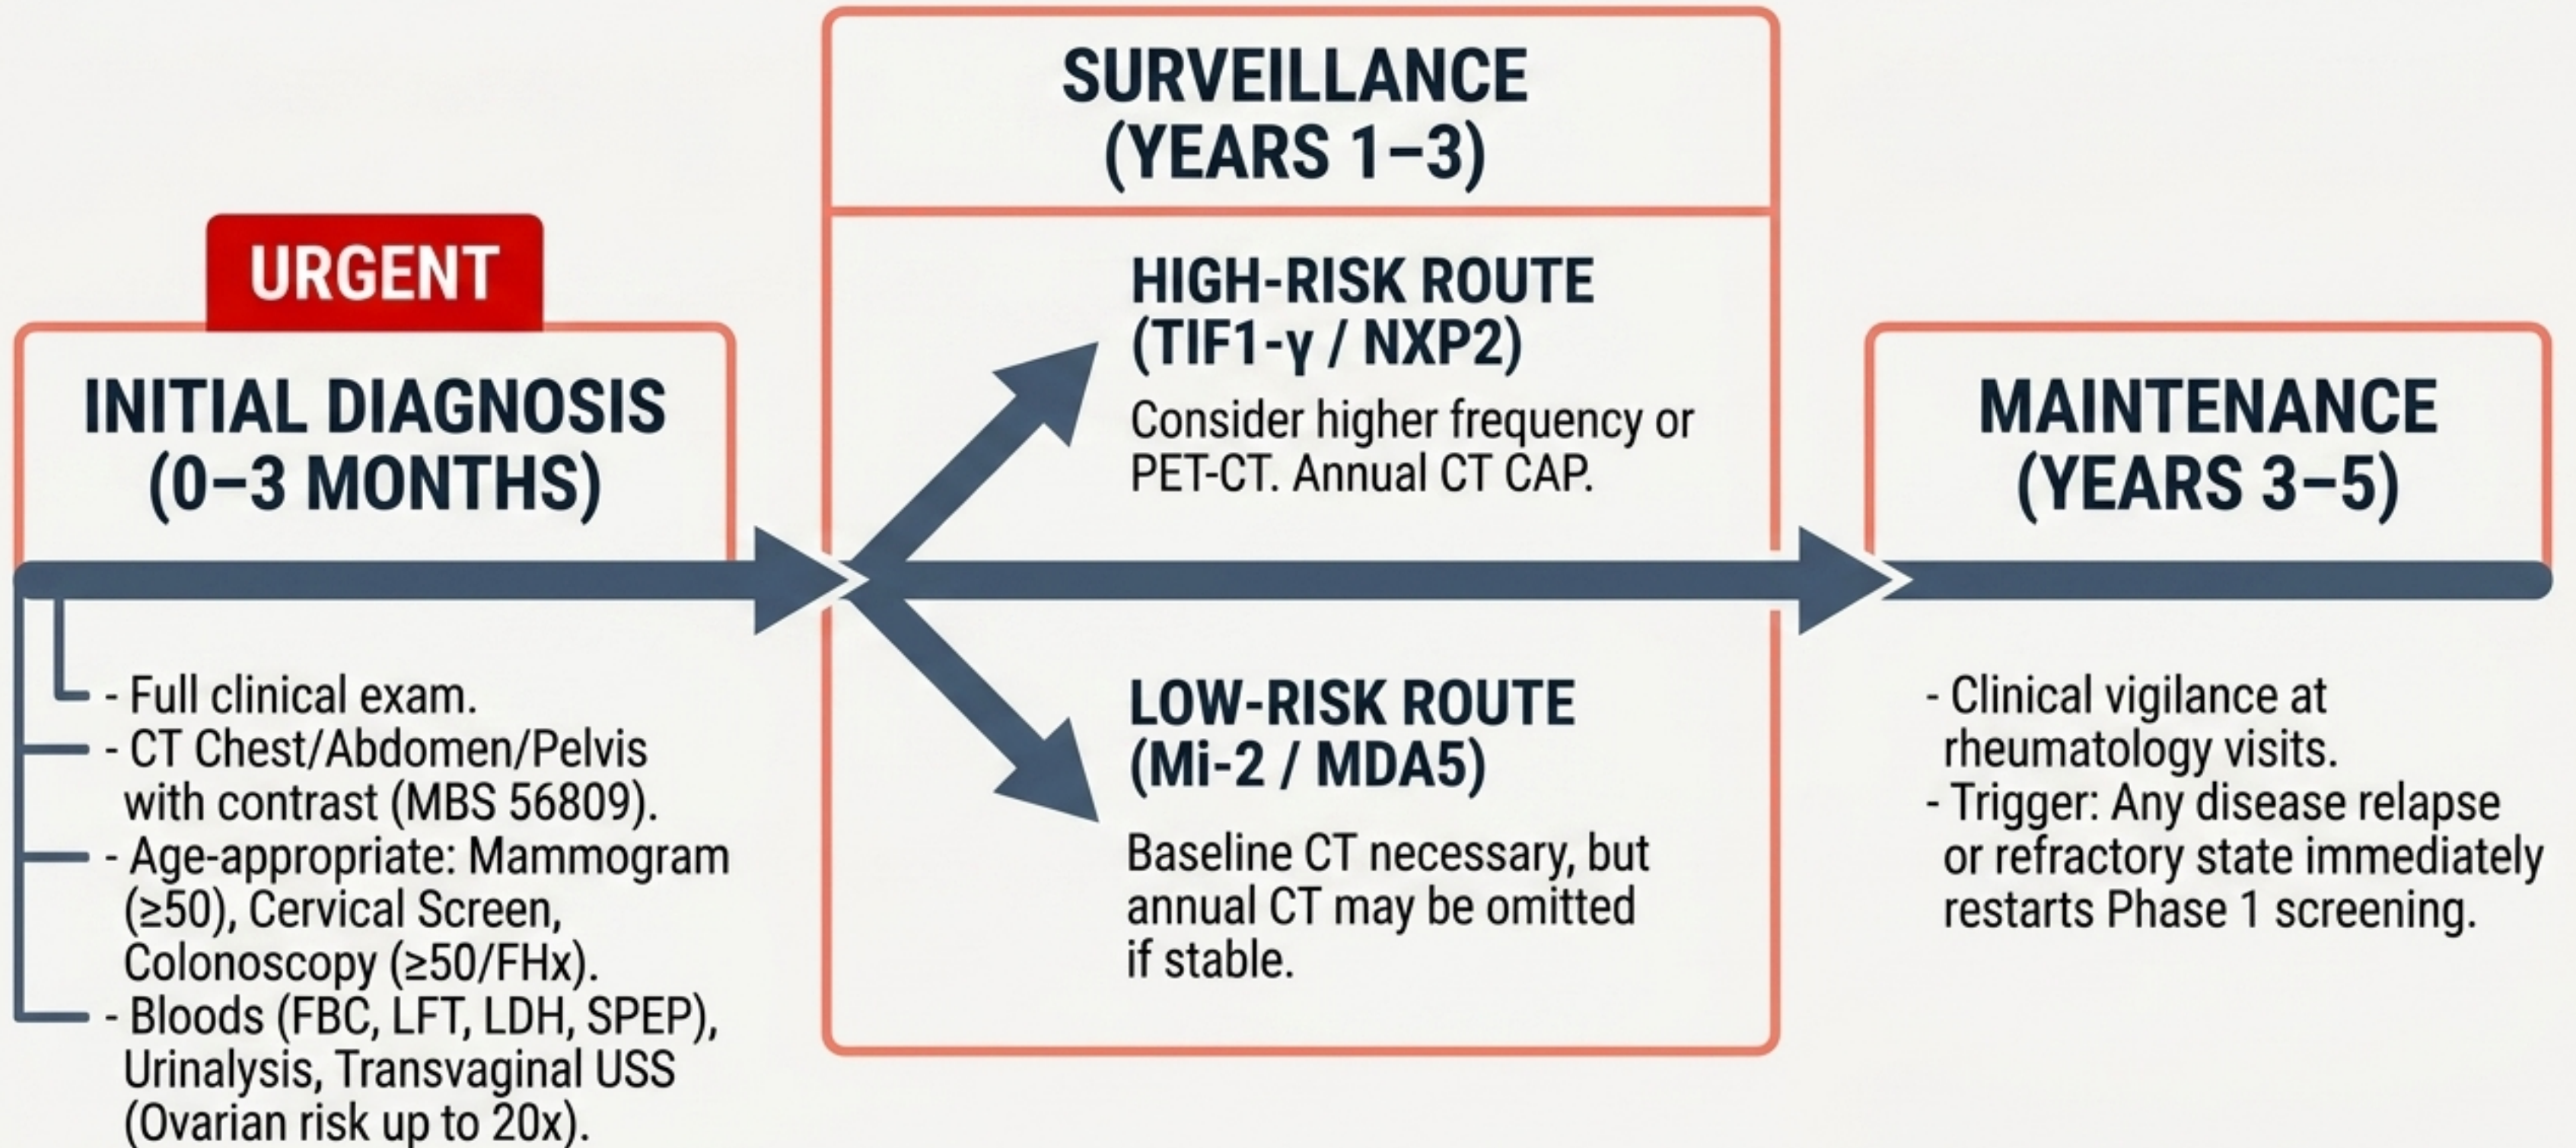 URGENT
INITIAL DIAGNOSIS
(0–3 MONTHS)
- Full clinical exam.
- CT Chest/Abdomen/Pelvis
with contrast (MBS 56809).
- Age-appropriate: Mammogram
(≥50), Cervical Screen,
Colonoscopy (≥50/FHx).
- Bloods (FBC, LFT, LDH, SPEP),
Urinalysis, Transvaginal USS
(Ovarian risk up to 20x).
SURVEILLANCE
(YEARS 1–3)
HIGH-RISK ROUTE
(TIF1-γ / NXP2)
Consider higher frequency or
PET-CT. Annual CT CAP.
LOW-RISK ROUTE
(Mi-2 / MDA5)
Baseline CT necessary, but
annual CT may be omitted
if stable.
MAINTENANCE
(YEARS 3–5)
- Clinical vigilance at
rheumatology visits.
- Trigger: Any disease relapse
or refractory state immediately
restarts Phase 1 screening.